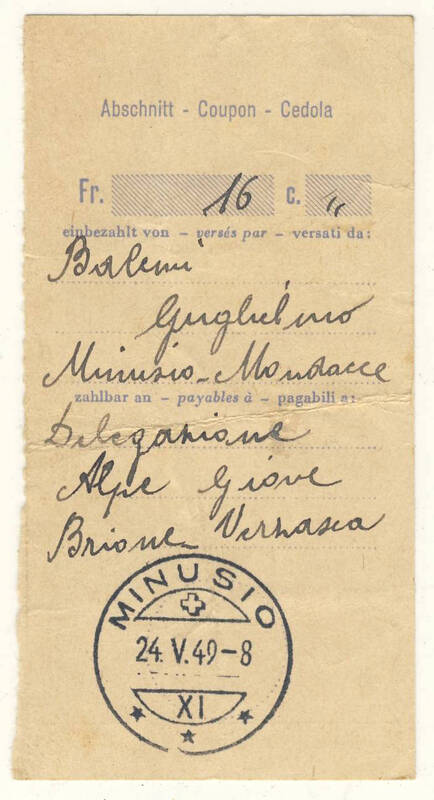 Abschnitt - Coupon - Cedola
Fr. 16 c. "
einbezahlt von – versés par – versati da:
Balemi
Guglielmo
Minusio-Mondacce
zahlbar an – payables à – pagabili a:
Delegazione
Alpe Giove
Brione Vernasca
MINUSIO
24.V.49-8
XI